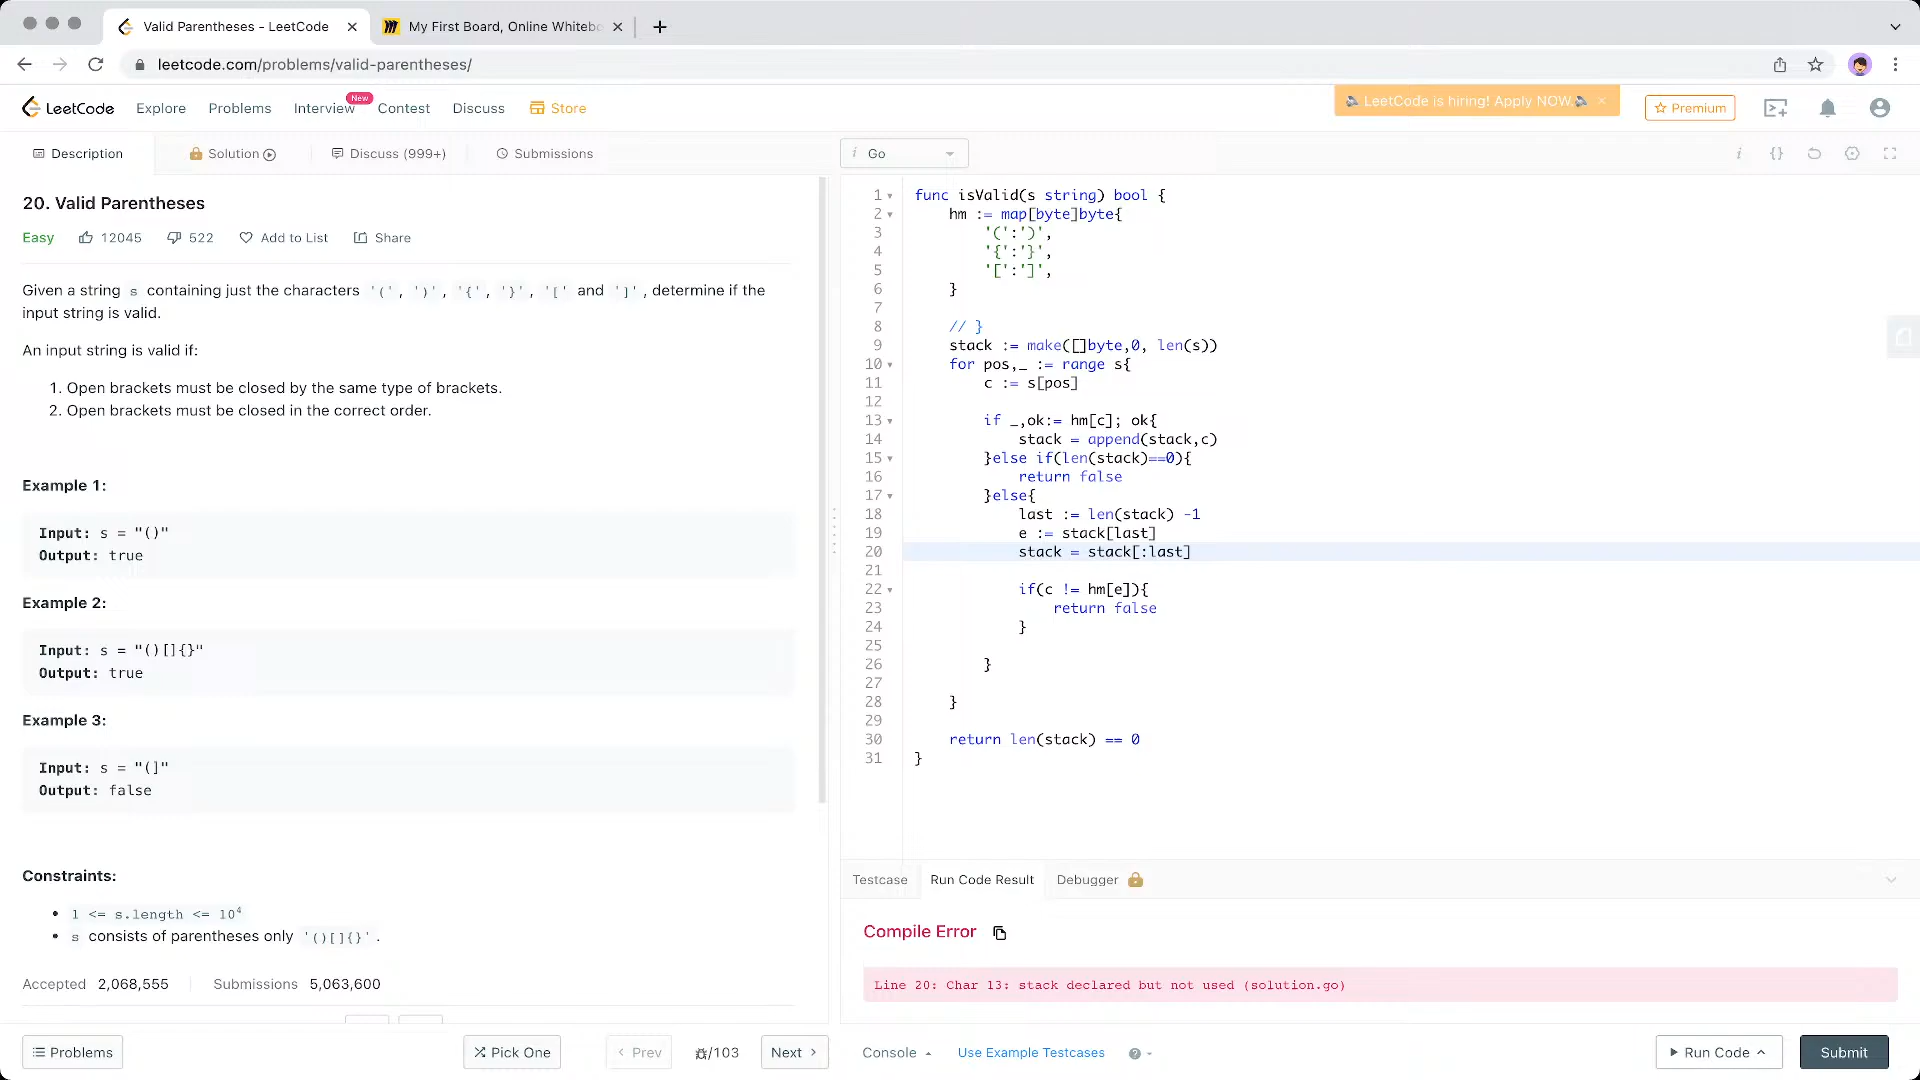 Valid Parentheses - LeetCode
My First Board, Online Whitebo
leetcode.com/problems/valid-parentheses/
LeetCode
Explore
Problems
Interview
New
Contest
Discuss
Store
LeetCode is hiring! Apply NOW.
Premium
Description
Solution
Discuss (999+)
Submissions
i Go
20. Valid Parentheses
Easy 12045 522 Add to List Share
Given a string s containing just the characters '(', ')', '{', '}', '[' and ']', determine if the
input string is valid.
An input string is valid if:
1. Open brackets must be closed by the same type of brackets.
2. Open brackets must be closed in the correct order.
Example 1:
Input: s = "()"
Output: true
Example 2:
Input: s = "()[]{}"
Output: true
Example 3:
Input: s = "(]"
Output: false
Constraints:
• 1 <= s.length <= 10⁴
• s consists of parentheses only '()[]{}'.
Accepted 2,068,555 Submissions 5,063,600
1 func isValid(s string) bool {
2 hm := map[byte]byte{
3 '(':')',
4 '{':'}',
5 '[':']',
6 }
7
8 // }
9 stack := make([]byte,0, len(s))
10 for pos,_ := range s{
11 c := s[pos]
12
13 if _,ok:= hm[c]; ok{
14 stack = append(stack,c)
15 }else if(len(stack)==0){
16 return false
17 }else{
18 last := len(stack) -1
19 e := stack[last]
20 stack = stack[:last]
21
22 if(c != hm[e]){
23 return false
24 }
25
26 }
27
28 }
29
30 return len(stack) == 0
31 }
Testcase
Run Code Result
Debugger
Compile Error
Line 20: Char 13: stack declared but not used (solution.go)
Problems
Pick One
Prev
/103
Next
Console
Use Example Testcases
Run Code
Submit